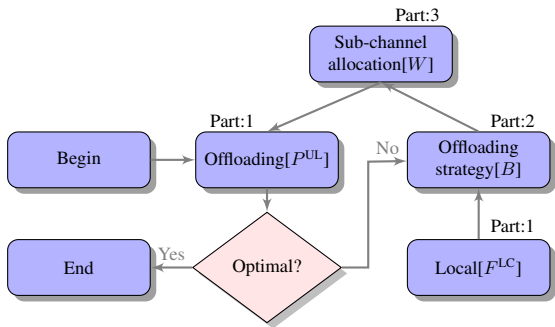 Part:3
Sub-channel
allocation[W]
Part:1
Part:2
Begin
Offloading[P^UL]
No
Offloading
strategy[B]
Yes
Part:1
End
Optimal?
Local[F^LC]